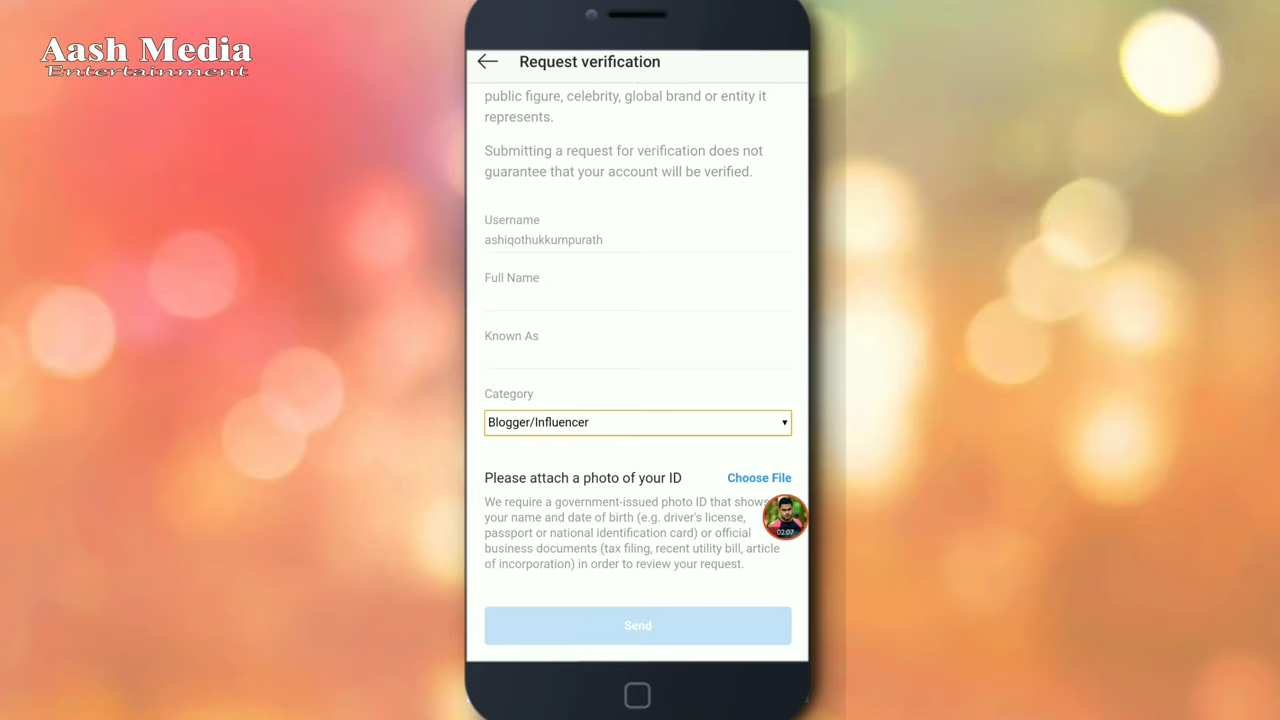 Aash Media
Entertainment
Request verification
public figure, celebrity, global brand or entity it
represents.
Submitting a request for verification does not
guarantee that your account will be verified.
Username
ashiqothukkumpurath
Full Name
Known As
Category
Blogger/Influencer
Please attach a photo of your ID
Choose File
We require a government-issued photo ID that shows
your name and date of birth (e.g. driver's license,
passport or national identification card) or official
business documents (tax filing, recent utility bill, article
of incorporation) in order to review your request.
02:07
Send